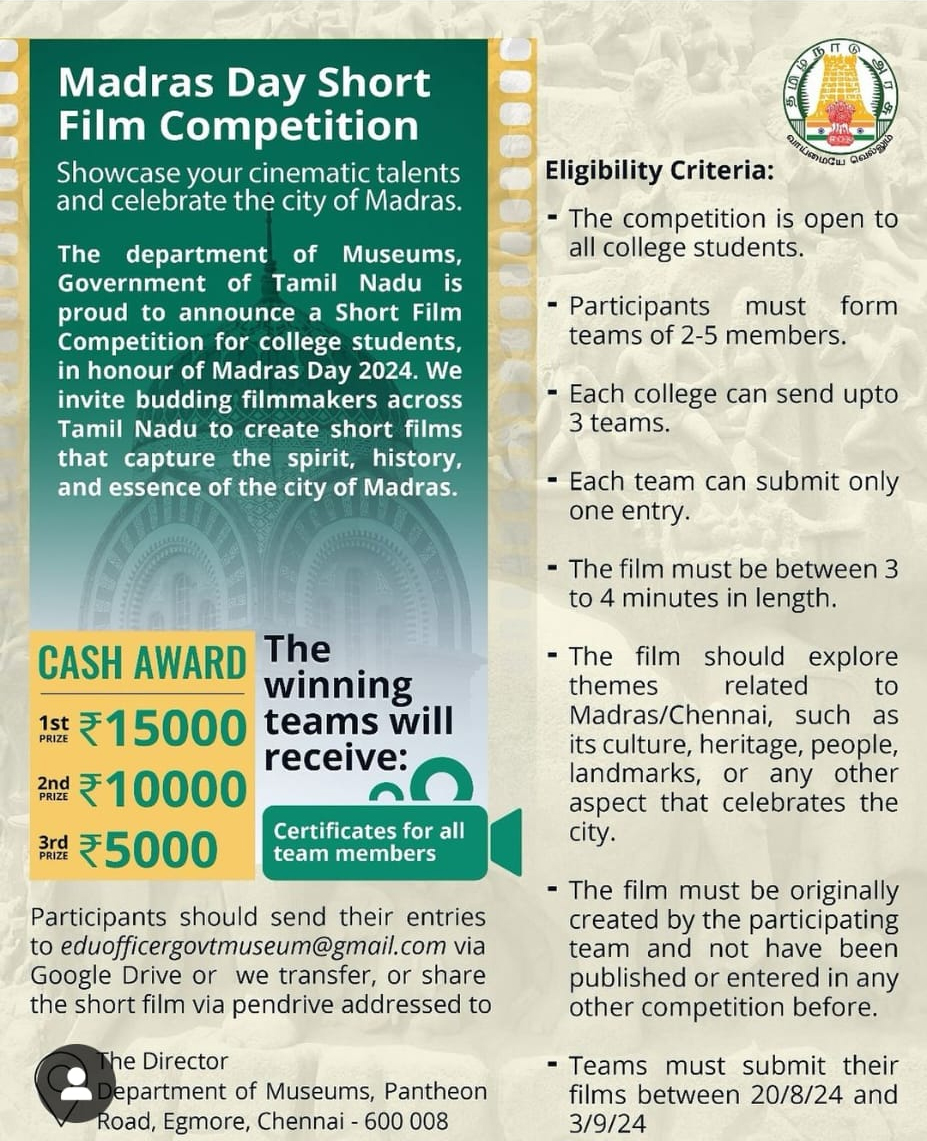 Madras Day Short
Film Competition
Showcase your cinematic talents
and celebrate the city of Madras.
The department of Museums,
Government of Tamil Nadu is
proud to announce a Short Film
Competition for college students,
in honour of Madras Day 2024. We
invite budding filmmakers across
Tamil Nadu to create short films
that capture the spirit, history,
and essence of the city of Madras.
CASH AWARD
1st PRIZE ₹15000
2nd PRIZE ₹10000
3rd PRIZE ₹5000
The
winning
teams will
receive:
Certificates for all
team members
Participants should send their entries
to eduofficergovtmuseum@gmail.com via
Google Drive or we transfer, or share
the short film via pendrive addressed to
The Director
Department of Museums, Pantheon
Road, Egmore, Chennai - 600 008
தமிழ் நாடு அரசு
வாய்மையே வெல்லும்
Eligibility Criteria:
- The competition is open to
all college students.
- Participants must form
teams of 2-5 members.
- Each college can send upto
3 teams.
- Each team can submit only
one entry.
- The film must be between 3
to 4 minutes in length.
- The film should explore
themes related to
Madras/Chennai, such as
its culture, heritage, people,
landmarks, or any other
aspect that celebrates the
city.
- The film must be originally
created by the participating
team and not have been
published or entered in any
other competition before.
- Teams must submit their
films between 20/8/24 and
3/9/24